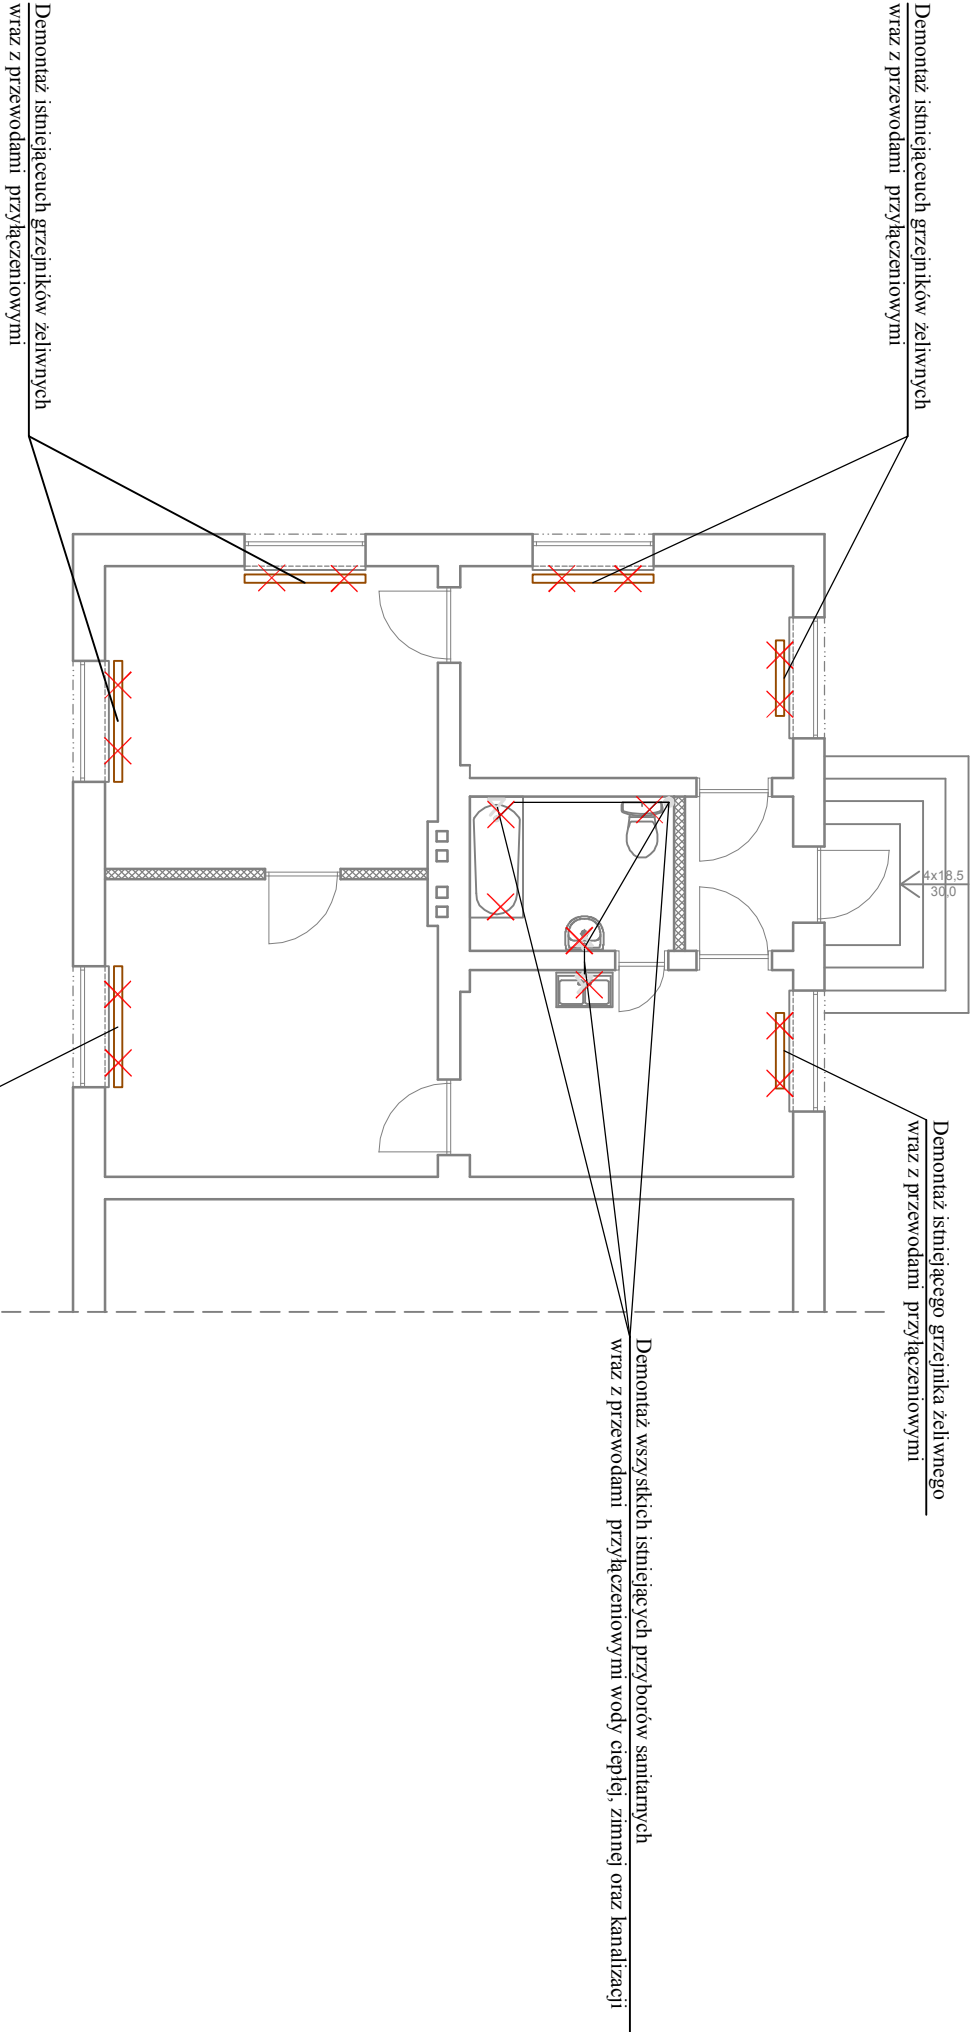 Demontaż istniejąceuch grzejników żeliwnych
wraz z przewodami przyłączeniowymi
Demontaż istniejącego grzejnika żeliwnego
wraz z przewodami przyłączeniowymi
4x18,5
30,0
Demontaż wszystkich istniejących przyborów sanitarnych
wraz z przewodami przyłączeniowymi wody ciepłej, zimnej oraz kanalizacji
Demontaż istniejąceuch grzejników żeliwnych
wraz z przewodami przyłączeniowymi